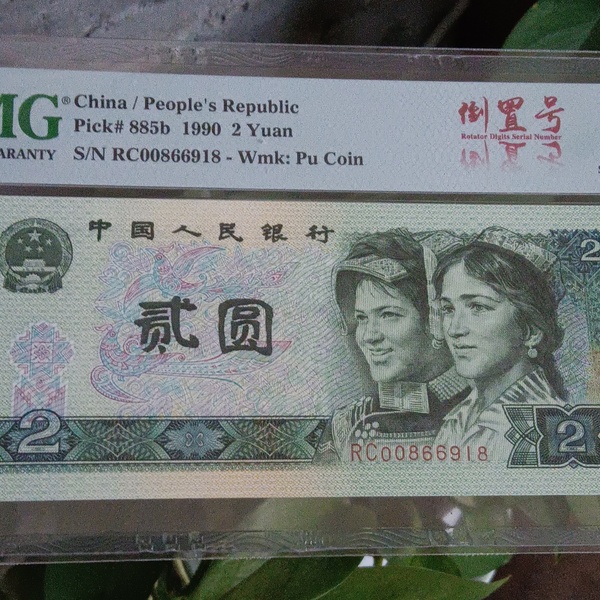 MG®
ARANTY
China / People's Republic
Pick# 885b 1990 2 Yuan
S/N RC00866918 - Wmk: Pu Coin
倒置号
Rotator Digits Serial Number
中国人民银行
贰圆
2
2
RC00866918
2